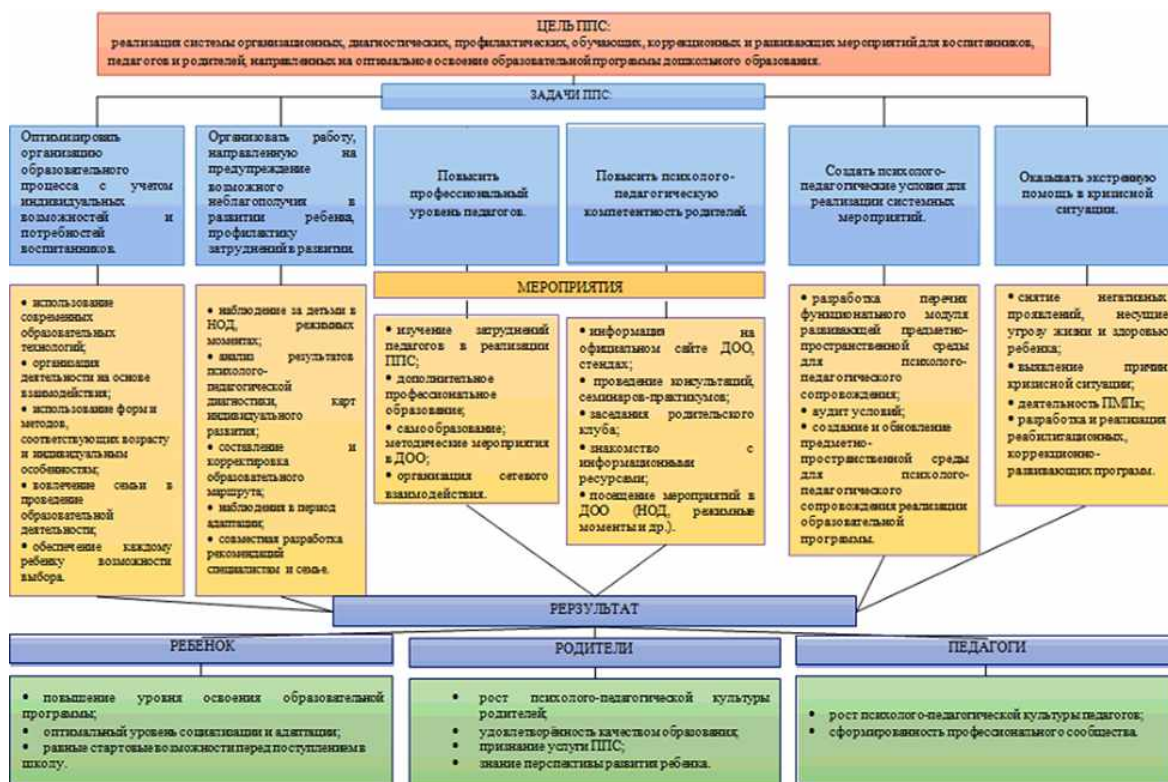 ЦЕЛЬ ППС:
реализация системы организационных, диагностических, профилактических, обучающих, коррекционных и развивающих мероприятий для воспитанников,
педагогов и родителей, направленных на оптимальное освоение образовательной программы дошкольного образования.
ЗАДАЧИ ППС:
Оптимизировать
организацию
образовательного
процесса с учетом
индивидуальных
возможностей и
потребностей
воспитанников.
Организовать работу,
направленную на
предупреждение
возможного
неблагополучия в
развитии ребенка,
профилактику
затруднений в развитии.
Повысить
профессиональный
уровень педагогов.
Повысить психолого-
педагогическую
компетентность родителей.
Создать психолого-
педагогические условия для
реализации системных
мероприятий.
Оказывать экстренную
помощь в кризисной
ситуации.
МЕРОПРИЯТИЯ
• использование
современных
образовательных
технологий;
• организация
деятельности на основе
взаимодействия;
• использование форм и
методов,
соответствующих возрасту
и индивидуальным
особенностям;
• вовлечение семьи в
проведение
образовательной
деятельности;
• обеспечение каждому
ребенку возможности
выбора.
• наблюдение за детьми в
НОД, режимных
моментах;
• анализ результатов
психолого-
педагогической
диагностики, карт
индивидуального
развития;
• составление и
корректировка
образовательного
маршрута;
• наблюдения в период
адаптации;
• совместная разработка
рекомендаций
специалистам и семье.
• изучение затруднений
педагогов в реализации
ППС;
• дополнительное
профессиональное
образование;
• самообразование;
методические мероприятия
в ДОО;
• организация сетевого
взаимодействия.
• информация на
официальном сайте ДОО,
стендах;
• проведение консультаций,
семинаров-практикумов;
• заседания родительского
клуба;
• знакомство с
информационными
ресурсами;
• посещение мероприятий в
ДОО (НОД, режимные
моменты и др.).
• разработка перечня
функционального модуля
развивающей предметно-
пространственной среды
для психолого-
педагогического
сопровождения;
• аудит условий;
• создание и обновление
предметно-
пространственной среды
для психолого-
педагогического
сопровождения реализации
образовательной
программы.
• снятие негативных
проявлений, несущие
угрозу жизни и здоровью
ребенка;
• выявление причин
кризисной ситуации;
• деятельность ПМПк;
• разработка и реализация
реабилитационных,
коррекционно-
развивающих программ.
РЕРЗУЛЬТАТ
РЕБЕНОК
РОДИТЕЛИ
ПЕДАГОГИ
• повышение уровня освоения образовательной
программы;
• оптимальный уровень социализации и адаптации;
• равные стартовые возможности перед поступлением в
школу.
• рост психолого-педагогической культуры
родителей;
• удовлетворённость качеством образования;
• признание услуги ППС;
• знание перспективы развития ребенка.
• рост психолого-педагогической культуры педагогов;
• сформированность профессионального сообщества.